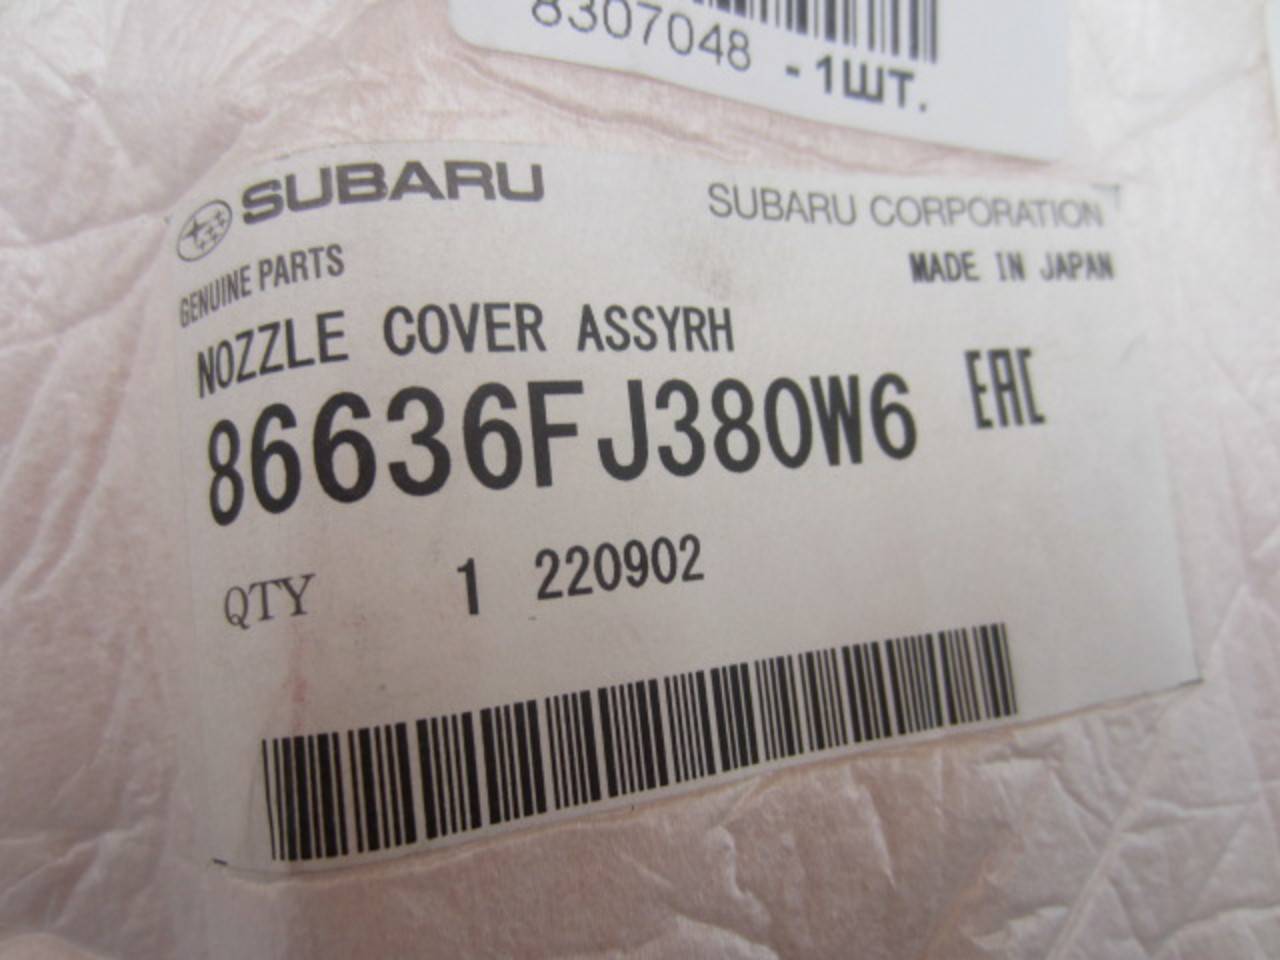 8307048 - 1шт.
SUBARU
SUBARU CORPORATION
GENUINE PARTS
MADE IN JAPAN
NOZZLE COVER ASSYRH
86636FJ380W6 EAC
QTY 1 220902